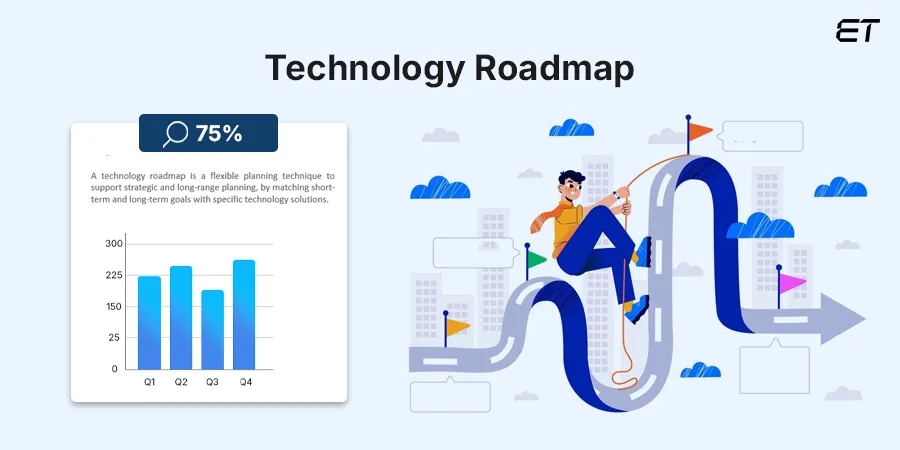 ET
Technology Roadmap
75%
A technology roadmap is a flexible planning technique to
support strategic and long-range planning, by matching short-
term and long-term goals with specific technology solutions.
300
225
150
25
0
Q1 Q2 Q3 Q4